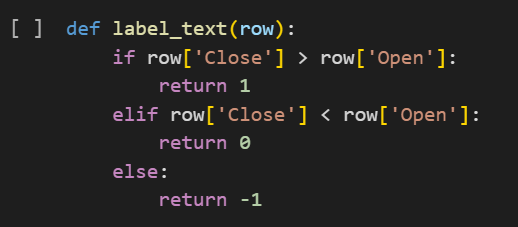 [ ] def label_text(row):
        if row['Close'] > row['Open']:
            return 1
        elif row['Close'] < row['Open']:
            return 0
        else:
            return -1